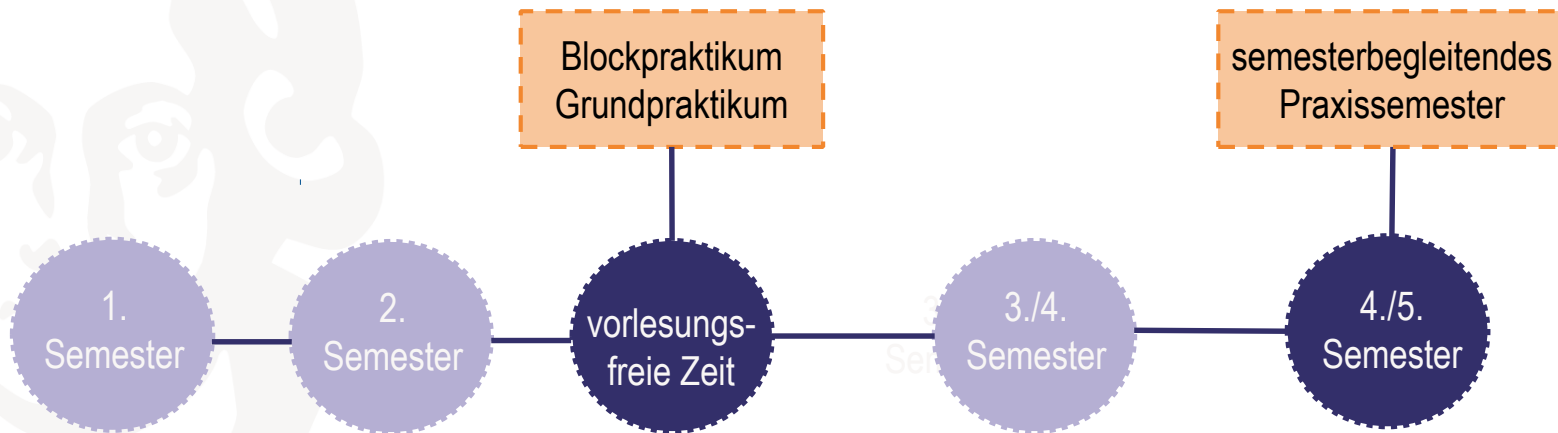 Blockpraktikum
Grundpraktikum
semesterbegleitendes
Praxissemester
1.
Semester
2.
Semester
vorlesungs-
freie Zeit
3./4.
Semester
4./5.
Semester